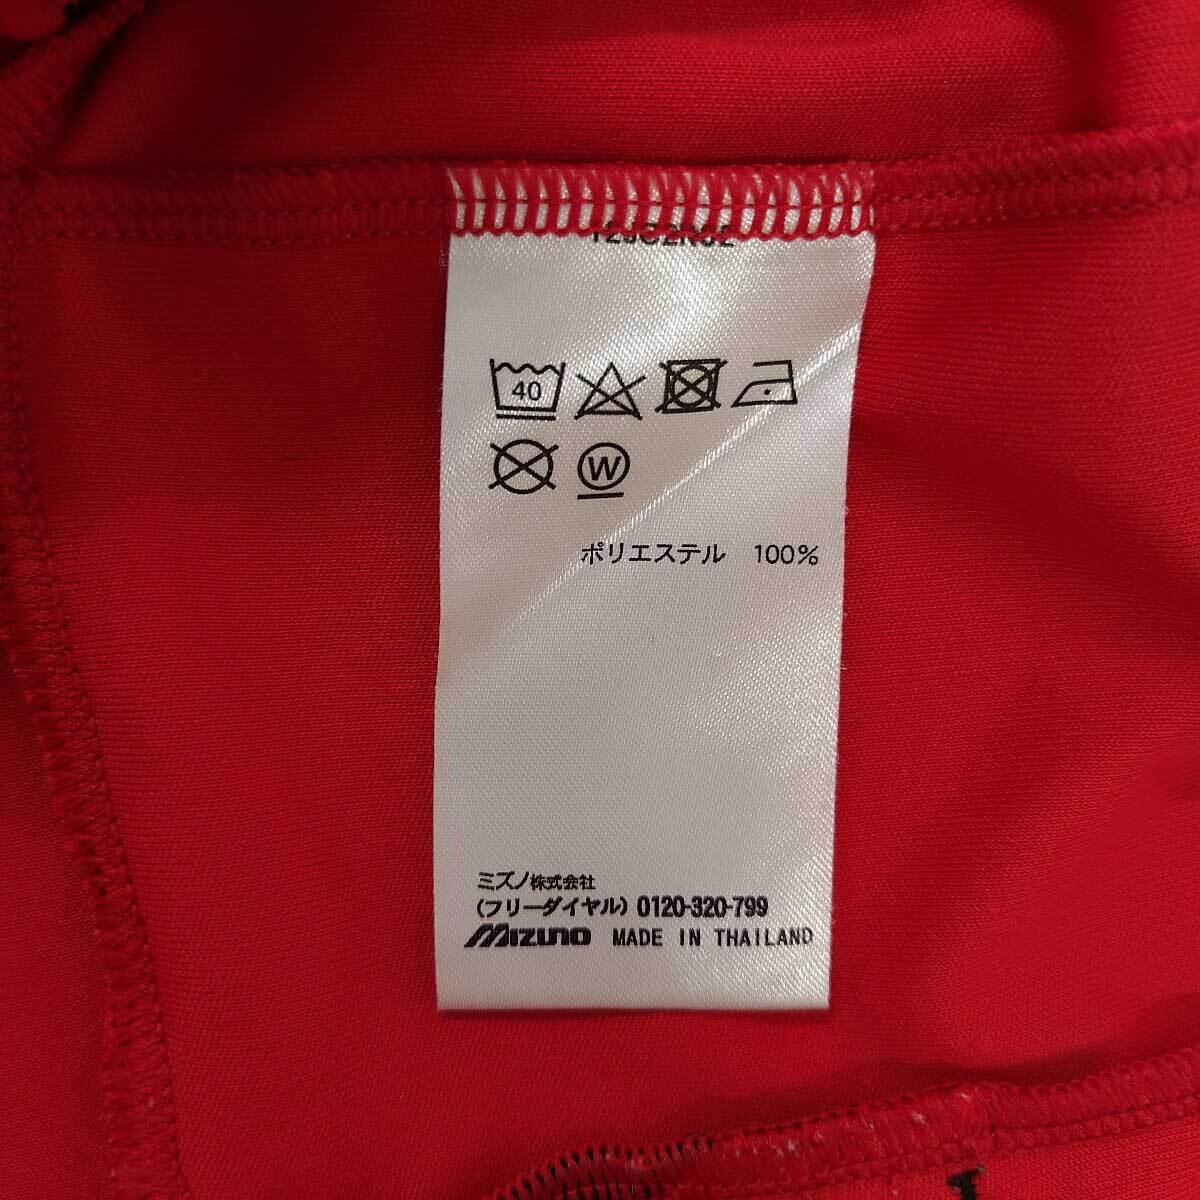 40
W
ポリエステル 100%
ミズノ株式会社
(フリーダイヤル) 0120-320-799
MIZUNO MADE IN THAILAND